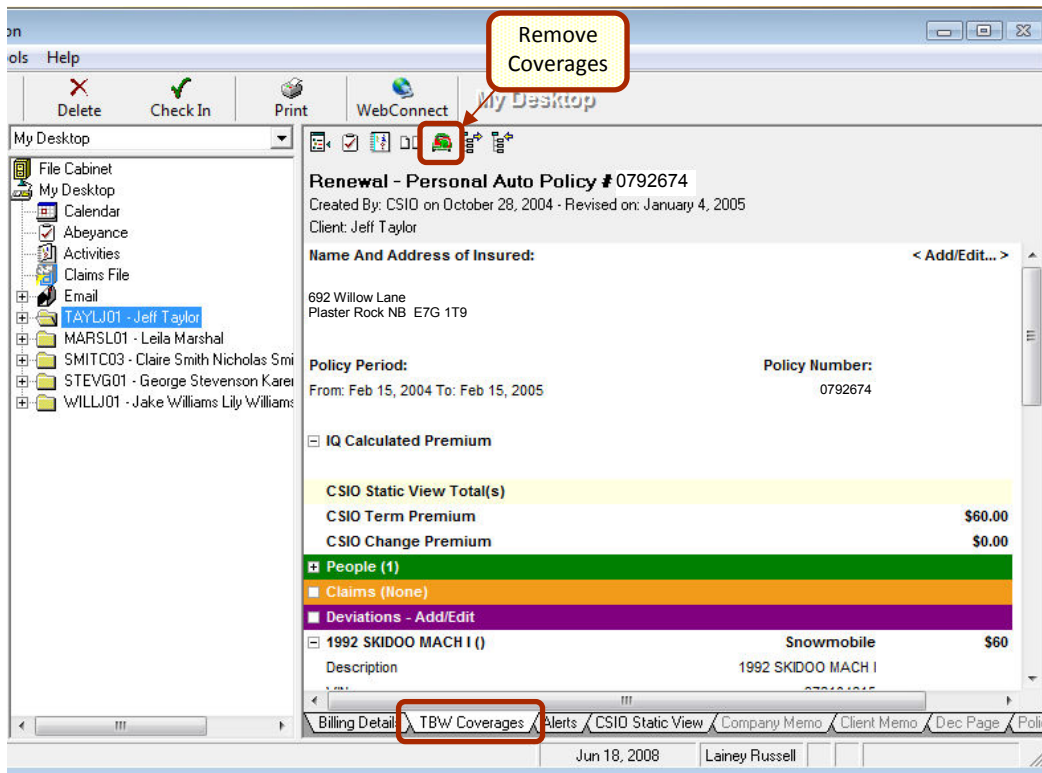 on
Remove
Coverages
ols Help
Delete Check In Print WebConnect My Desktop
My Desktop
File Cabinet
My Desktop
Calendar
Abeyance
Activities
Claims File
Email
TAYLJ01 - Jeff Taylor
MARSL01 - Leila Marshal
SMITC03 - Claire Smith Nicholas Smi
STEVG01 - George Stevenson Karen
WILLJ01 - Jake Williams Lily Williams
Renewal - Personal Auto Policy # 0792674
Created By: CSIO on October 28, 2004 - Revised on: January 4, 2005
Client: Jeff Taylor
Name And Address of Insured: < Add/Edit... >
692 Willow Lane
Plaster Rock NB E7G 1T9
Policy Period: Policy Number:
From: Feb 15, 2004 To: Feb 15, 2005 0792674
IQ Calculated Premium
CSIO Static View Total(s)
CSIO Term Premium $60.00
CSIO Change Premium $0.00
People (1)
Claims (None)
Deviations - Add/Edit
1992 SKIDOO MACH I () Snowmobile $60
Description 1992 SKIDOO MACH I
Billing Details TBW Coverages Alerts CSIO Static View Company Memo Client Memo Dec Page Poli
Jun 18, 2008 Lainey Russell